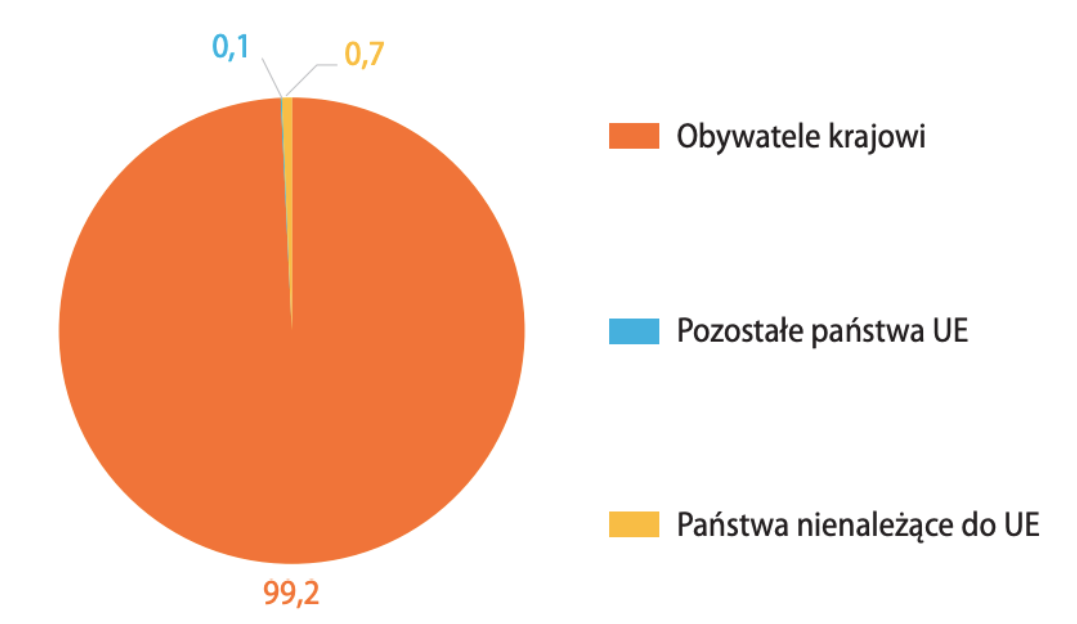 0,1
0,7
99,2
Obywatele krajowi
Pozostałe państwa UE
Państwa nienależące do UE